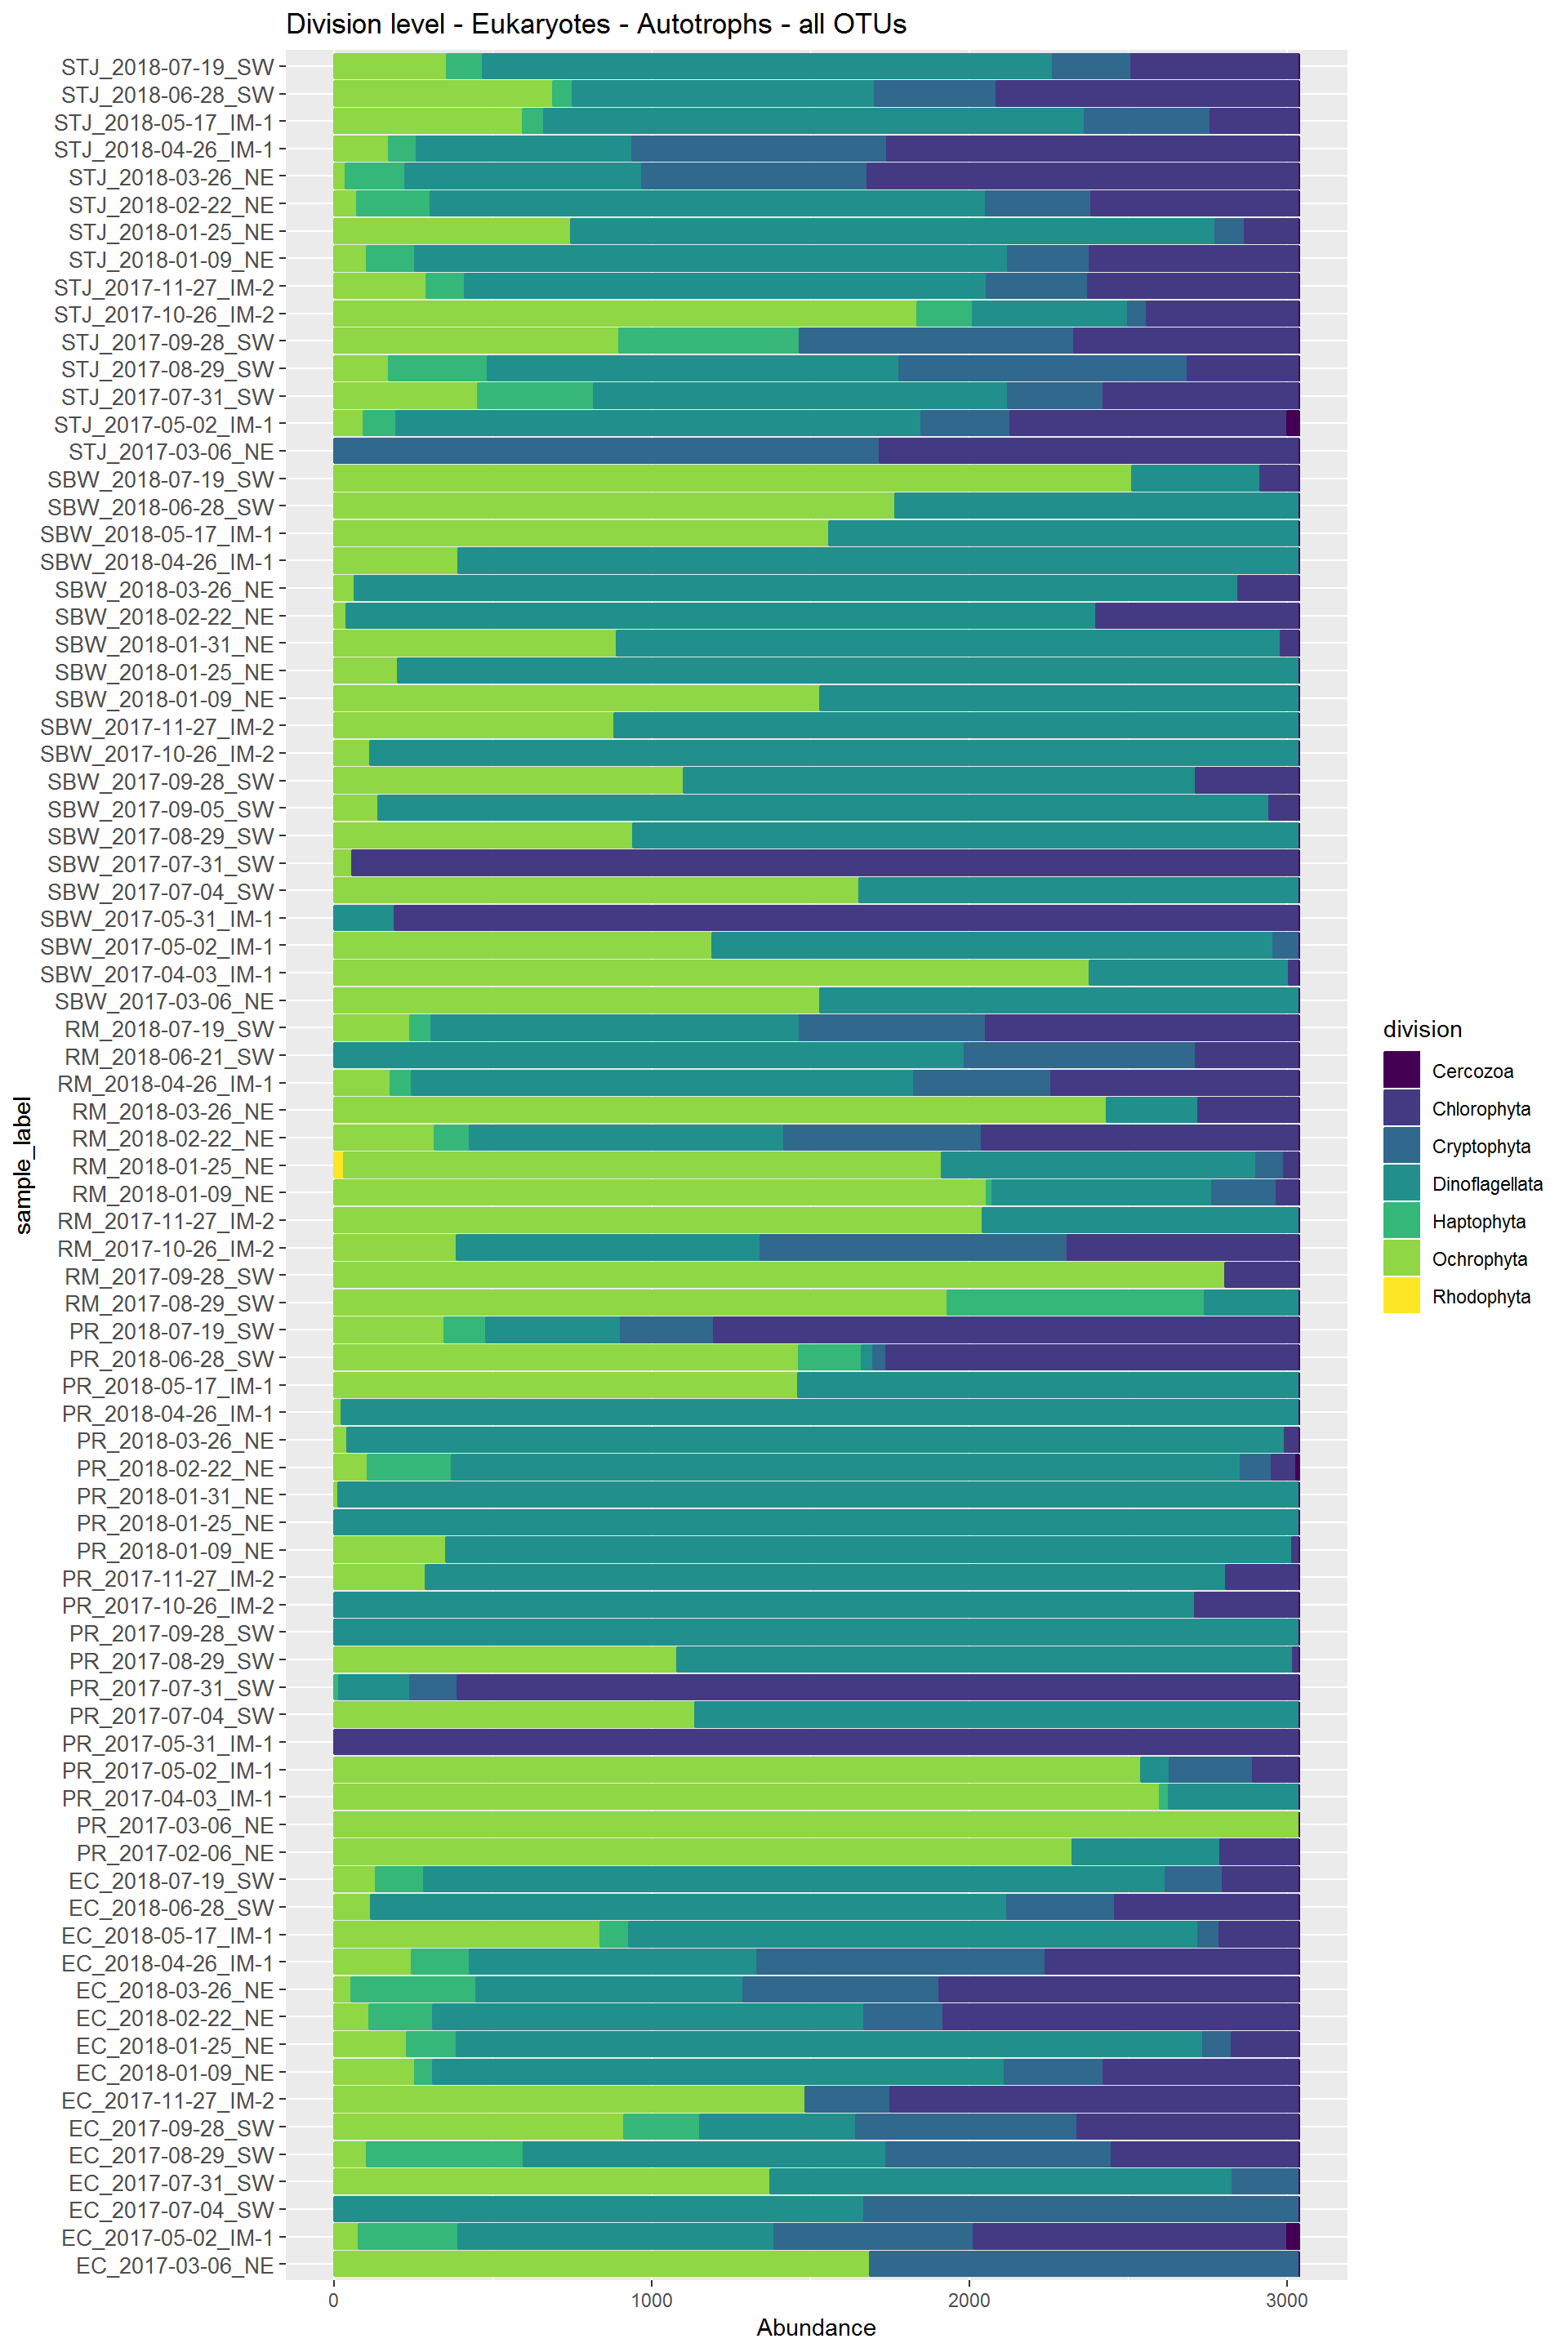 Division level - Eukaryotes - Autotrophs - all OTUs
STJ_2018-07-19_SW
STJ_2018-06-28_SW
STJ_2018-05-17_IM-1
STJ_2018-04-26_IM-1
STJ_2018-03-26_NE
STJ_2018-02-22_NE
STJ_2018-01-25_NE
STJ_2018-01-09_NE
STJ_2017-11-27_IM-2
STJ_2017-10-26_IM-2
STJ_2017-09-28_SW
STJ_2017-08-29_SW
STJ_2017-07-31_SW
STJ_2017-05-02_IM-1
STJ_2017-03-06_NE
SBW_2018-07-19_SW
SBW_2018-06-28_SW
SBW_2018-05-17_IM-1
SBW_2018-04-26_IM-1
SBW_2018-03-26_NE
SBW_2018-02-22_NE
SBW_2018-01-31_NE
SBW_2018-01-25_NE
SBW_2018-01-09_NE
SBW_2017-11-27_IM-2
SBW_2017-10-26_IM-2
SBW_2017-09-28_SW
SBW_2017-09-05_SW
SBW_2017-08-29_SW
SBW_2017-07-31_SW
SBW_2017-07-04_SW
SBW_2017-05-31_IM-1
SBW_2017-05-02_IM-1
SBW_2017-04-03_IM-1
SBW_2017-03-06_NE
RM_2018-07-19_SW
RM_2018-06-21_SW
RM_2018-04-26_IM-1
RM_2018-03-26_NE
RM_2018-02-22_NE
RM_2018-01-25_NE
RM_2018-01-09_NE
RM_2017-11-27_IM-2
RM_2017-10-26_IM-2
RM_2017-09-28_SW
RM_2017-08-29_SW
PR_2018-07-19_SW
PR_2018-06-28_SW
PR_2018-05-17_IM-1
PR_2018-04-26_IM-1
PR_2018-03-26_NE
PR_2018-02-22_NE
PR_2018-01-31_NE
PR_2018-01-25_NE
PR_2018-01-09_NE
PR_2017-11-27_IM-2
PR_2017-10-26_IM-2
PR_2017-09-28_SW
PR_2017-08-29_SW
PR_2017-07-31_SW
PR_2017-07-04_SW
PR_2017-05-31_IM-1
PR_2017-05-02_IM-1
PR_2017-04-03_IM-1
PR_2017-03-06_NE
PR_2017-02-06_NE
EC_2018-07-19_SW
EC_2018-06-28_SW
EC_2018-05-17_IM-1
EC_2018-04-26_IM-1
EC_2018-03-26_NE
EC_2018-02-22_NE
EC_2018-01-25_NE
EC_2018-01-09_NE
EC_2017-11-27_IM-2
EC_2017-09-28_SW
EC_2017-08-29_SW
EC_2017-07-31_SW
EC_2017-07-04_SW
EC_2017-05-02_IM-1
EC_2017-03-06_NE
sample_label
0 1000 2000 3000
Abundance
division
Cercozoa
Chlorophyta
Cryptophyta
Dinoflagellata
Haptophyta
Ochrophyta
Rhodophyta